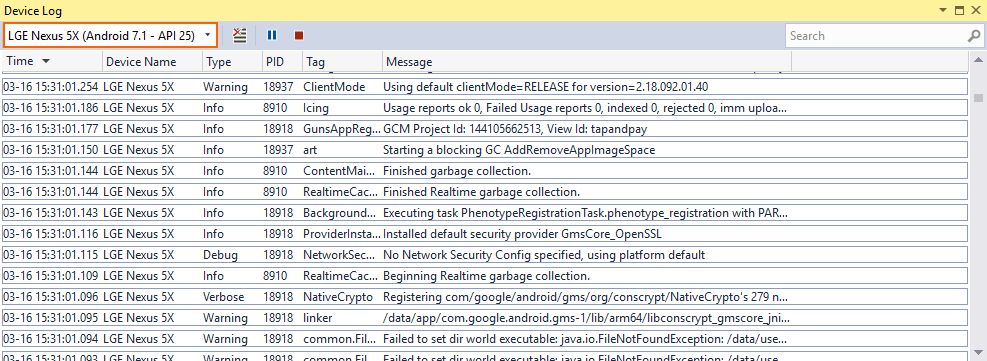 Device Log
LGE Nexus 5X (Android 7.1 - API 25)
Search
Time Device Name Type PID Tag Message
03-16 15:31:01.254 LGE Nexus 5X Warning 18937 ClientMode Using default clientMode=RELEASE for version=2.18.092.01.40
03-16 15:31:01.186 LGE Nexus 5X Info 8910 Icing Usage reports ok 0, Failed Usage reports 0, indexed 0, rejected 0, imm uploa...
03-16 15:31:01.177 LGE Nexus 5X Info 18918 GunsAppReg... GCM Project Id: 144105662513, View Id: tapandpay
03-16 15:31:01.150 LGE Nexus 5X Info 18937 art Starting a blocking GC AddRemoveAppImageSpace
03-16 15:31:01.144 LGE Nexus 5X Info 8910 ContentMai... Finished garbage collection.
03-16 15:31:01.144 LGE Nexus 5X Info 8910 RealtimeCac... Finished Realtime garbage collection.
03-16 15:31:01.143 LGE Nexus 5X Info 18918 Background... Executing task PhenotypeRegistrationTask.phenotype_registration with PAR...
03-16 15:31:01.116 LGE Nexus 5X Info 18918 ProviderInsta... Installed default security provider GmsCore_OpenSSL
03-16 15:31:01.115 LGE Nexus 5X Debug 18918 NetworkSec... No Network Security Config specified, using platform default
03-16 15:31:01.109 LGE Nexus 5X Info 8910 RealtimeCac... Beginning Realtime garbage collection.
03-16 15:31:01.096 LGE Nexus 5X Verbose 18918 NativeCrypto Registering com/google/android/gms/org/conscrypt/NativeCrypto's 279 n...
03-16 15:31:01.095 LGE Nexus 5X Warning 18918 linker /data/app/com.google.android.gms-1/lib/arm64/libconscrypt_gmscore_jni...
03-16 15:31:01.094 LGE Nexus 5X Warning 18918 common.Fil... Failed to set dir world executable: java.io.FileNotFoundException: /data/use...
03-16 15:31:01.093 LGE Nexus 5X Warning 18918 common.Fil... Failed to set dir world executable: java.io.FileNotFoundException: /data/use...